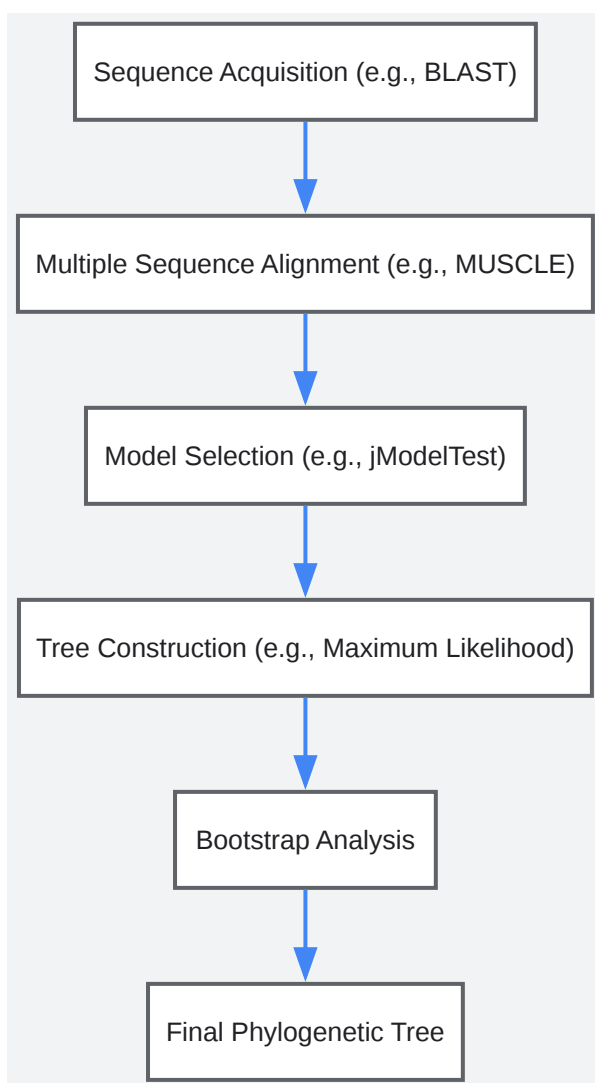 Sequence Acquisition (e.g., BLAST)
Multiple Sequence Alignment (e.g., MUSCLE)
Model Selection (e.g., jModelTest)
Tree Construction (e.g., Maximum Likelihood)
Bootstrap Analysis
Final Phylogenetic Tree